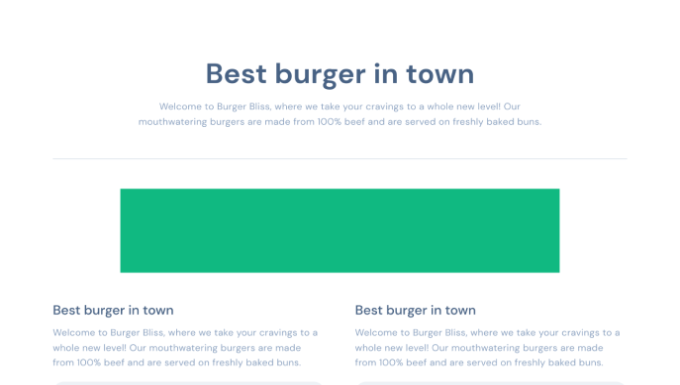 Best burger in town
Welcome to Burger Bliss, where we take your cravings to a whole new level! Our
mouthwatering burgers are made from 100% beef and are served on freshly baked buns.
Best burger in town
Welcome to Burger Bliss, where we take your cravings to a
whole new level! Our mouthwatering burgers are made
from 100% beef and are served on freshly baked buns.
Best burger in town
Welcome to Burger Bliss, where we take your cravings to a
whole new level! Our mouthwatering burgers are made
from 100% beef and are served on freshly baked buns.